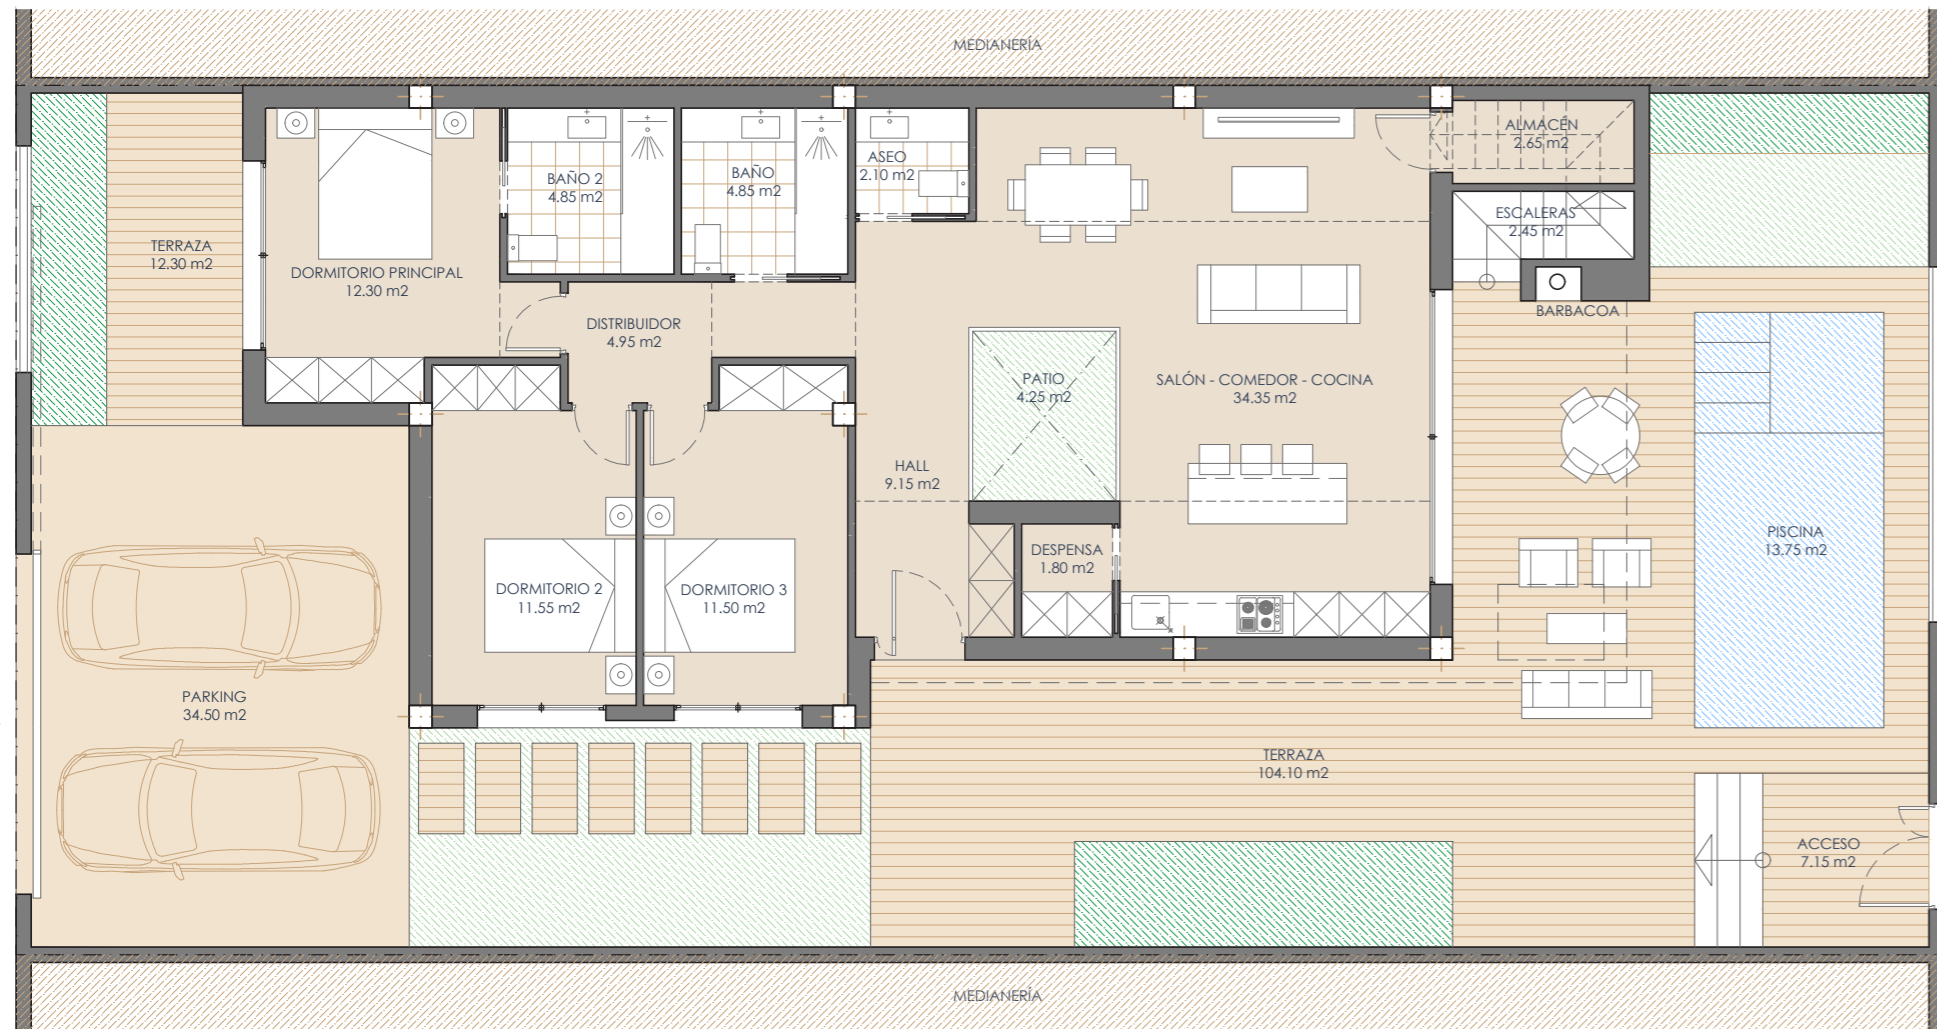 MEDIANERÍA
ALMACÉN
2.65 m2
ASEO
2.10 m2
BAÑO
4.85 m2
BAÑO 2
4.85 m2
ESCALERAS
2.45 m2
TERRAZA
12.30 m2
DORMITORIO PRINCIPAL
12.30 m2
BARBACOA
DISTRIBUIDOR
4.95 m2
PATIO
4.25 m2
SALÓN - COMEDOR - COCINA
34.35 m2
HALL
9.15 m2
PISCINA
13.75 m2
DESPENSA
1.80 m2
DORMITORIO 2
11.55 m2
DORMITORIO 3
11.50 m2
PARKING
34.50 m2
TERRAZA
104.10 m2
ACCESO
7.15 m2
MEDIANERÍA